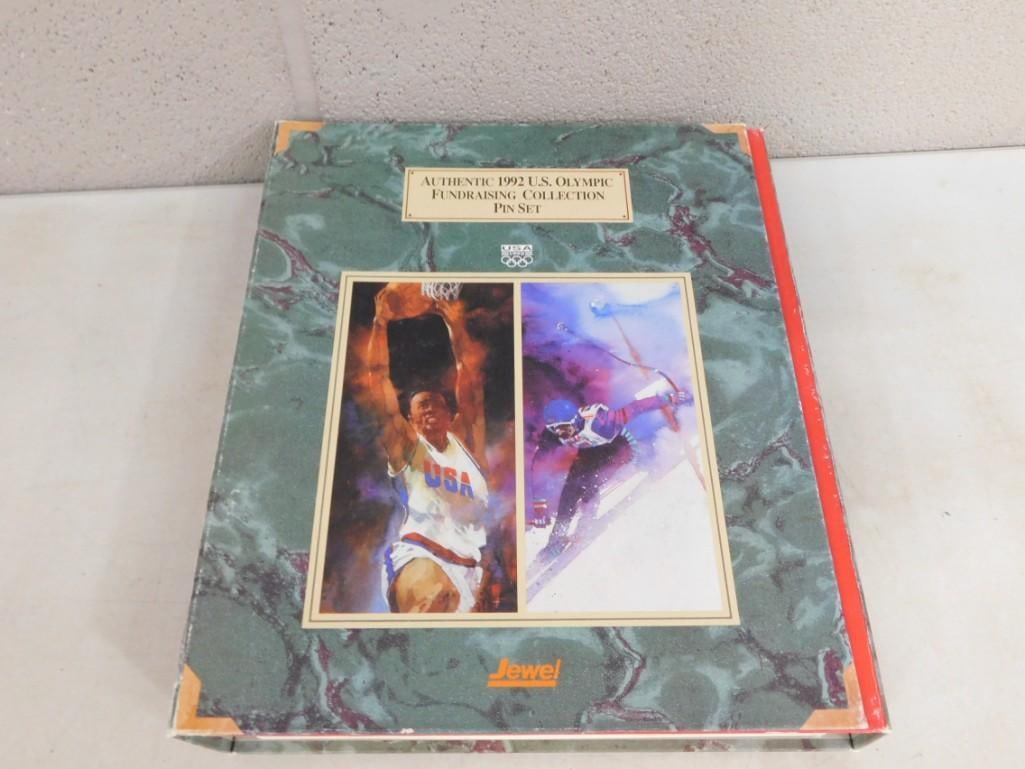 AUTHENTIC 1992 U.S. OLYMPIC
FUNDRAISING COLLECTION
PIN SET
USA
USA
Jewel